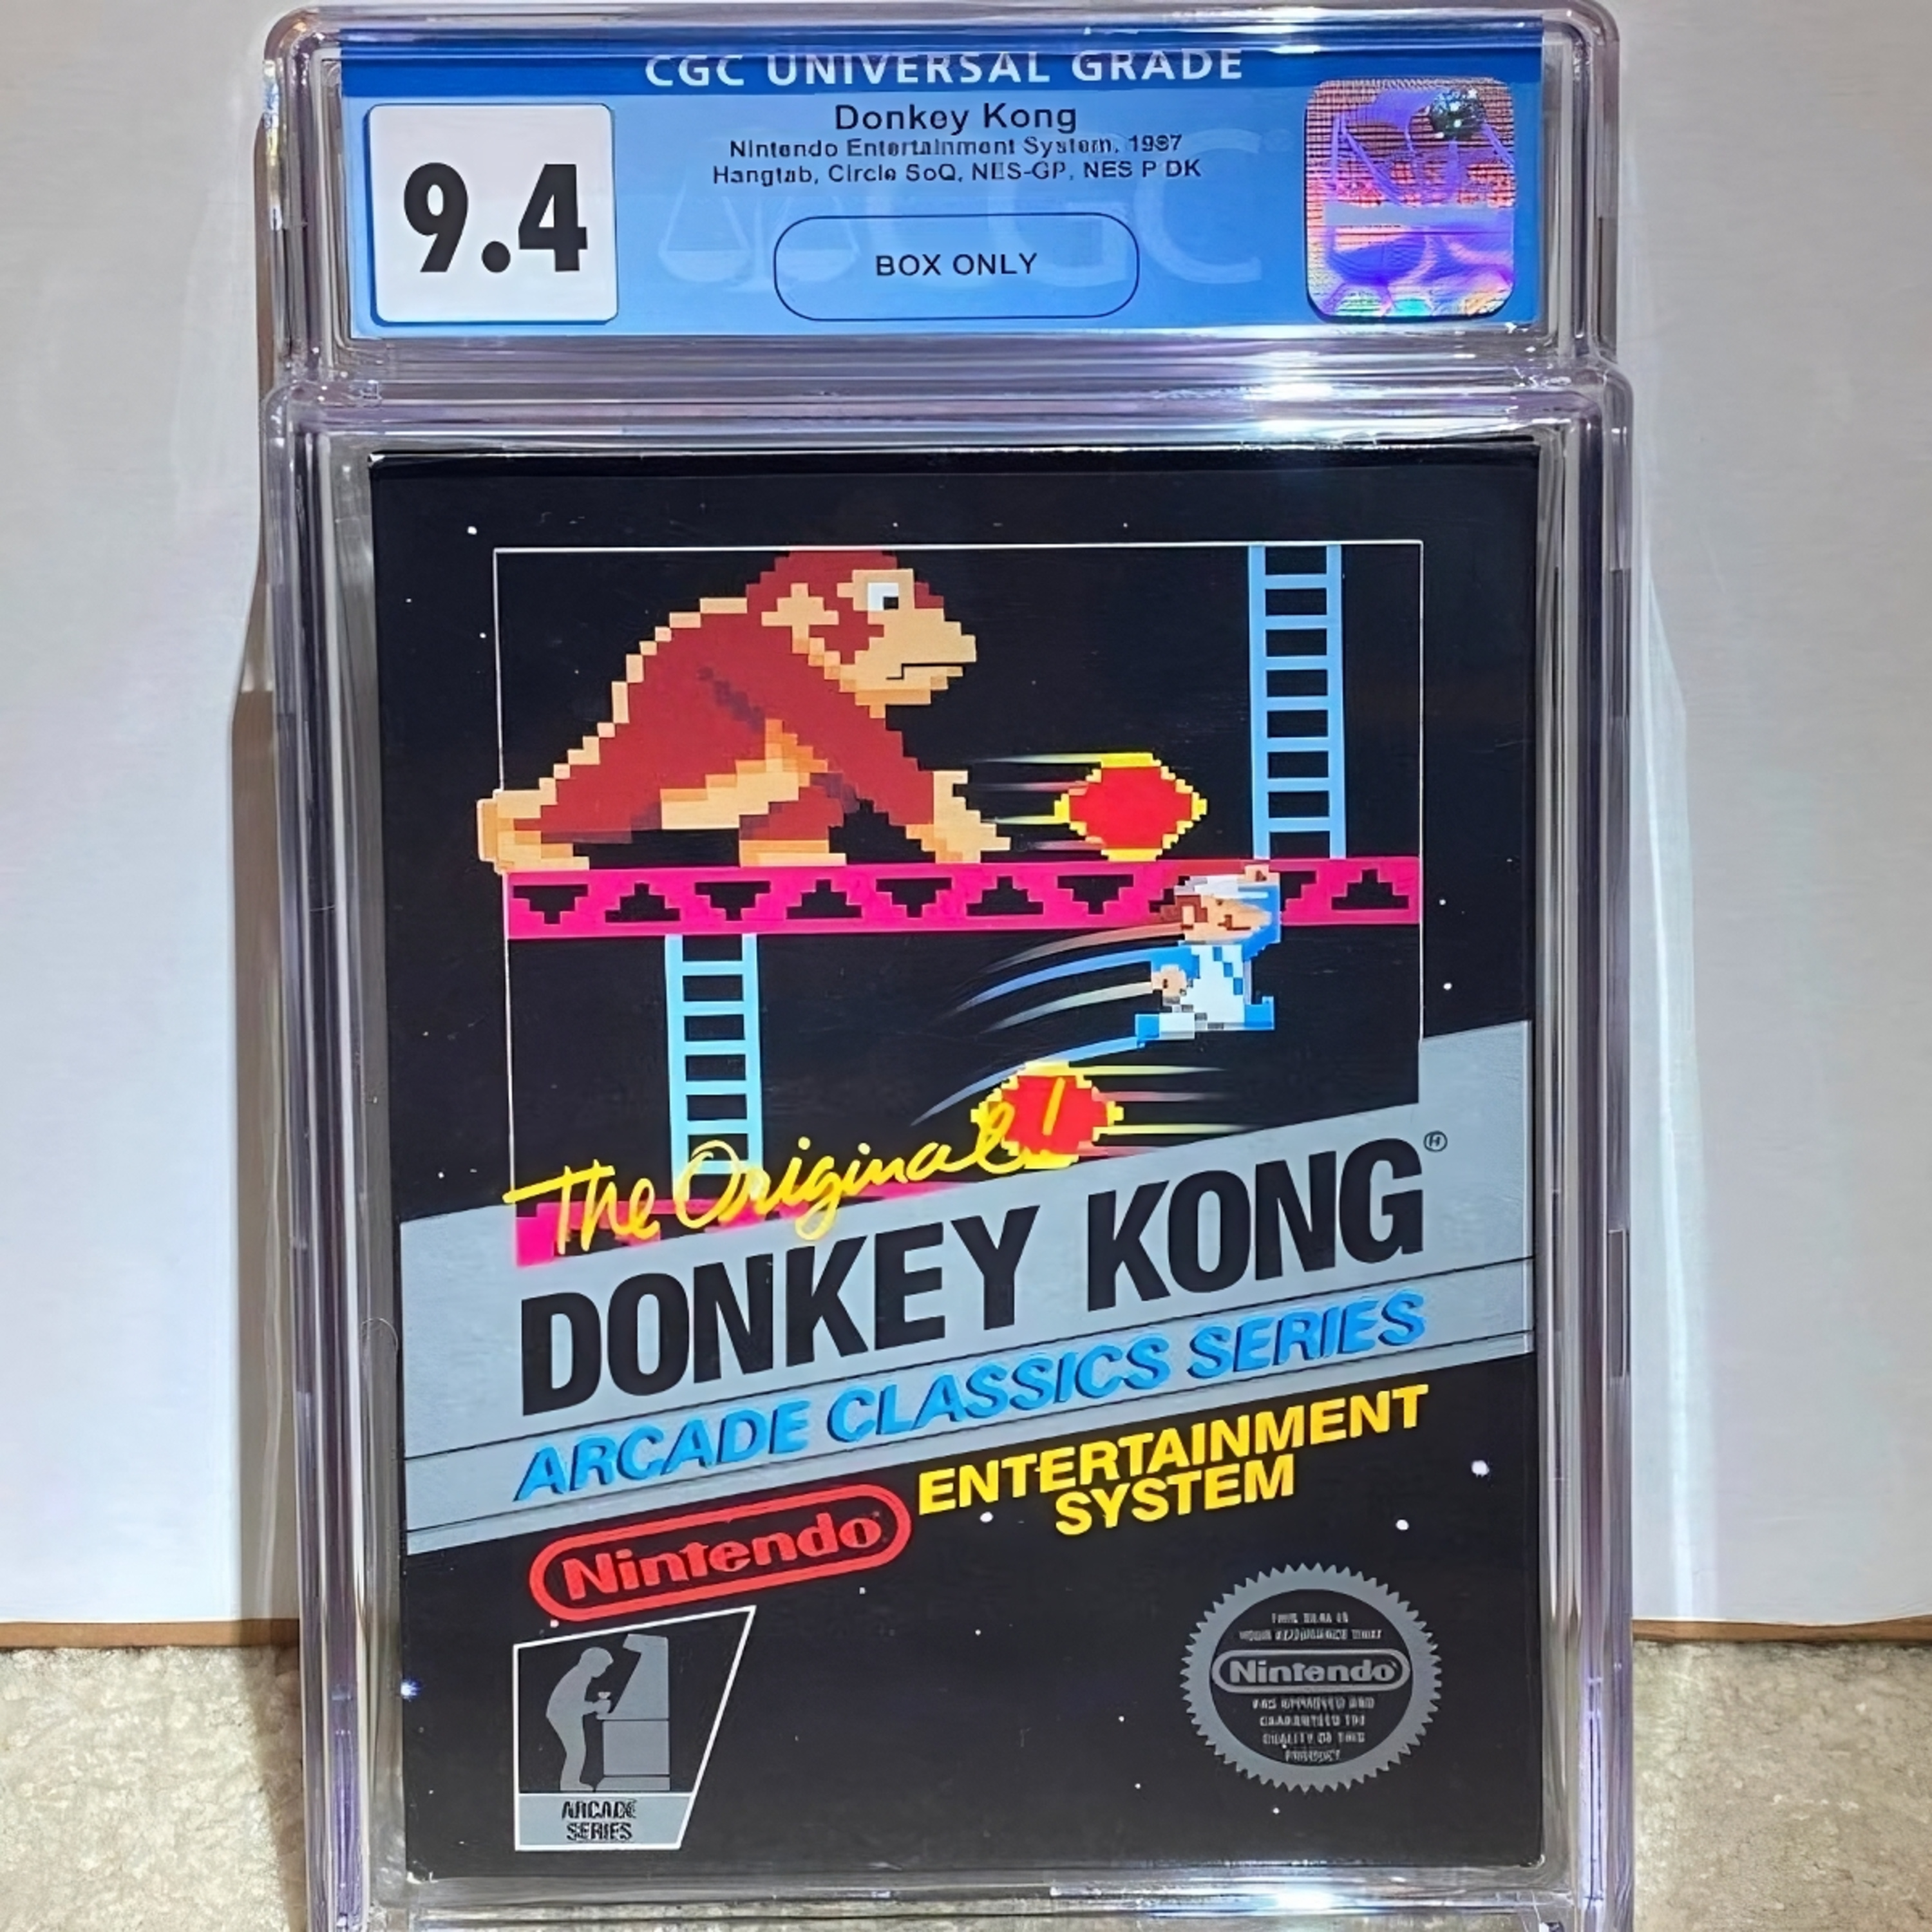 CGC UNIVERSAL GRADE
9.4
Donkey Kong
Nintendo Entertainment System, 1987
Hangtab, Circle SoQ, NES-GP, NES P DK
BOX ONLY
CGC
The Original!
DONKEY KONG®
ARCADE CLASSICS SERIES
Nintendo ENTERTAINMENT
SYSTEM
Nintendo
ARCADE
SERIES